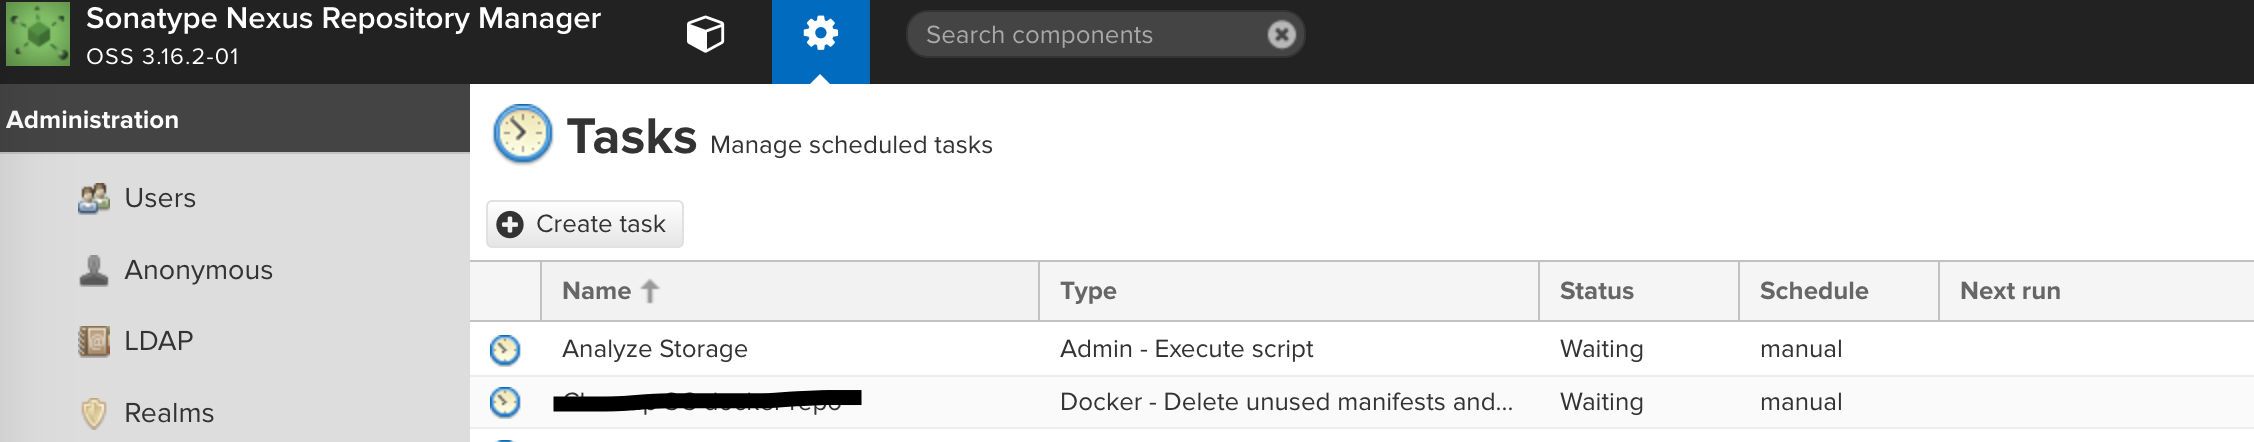 Sonatype Nexus Repository Manager
OSS 3.16.2-01
Search components
Administration
Users
Anonymous
LDAP
Realms
Tasks Manage scheduled tasks
Create task
Name Type Status Schedule Next run
Analyze Storage Admin - Execute script Waiting manual
Docker - Delete unused manifests and... Waiting manual